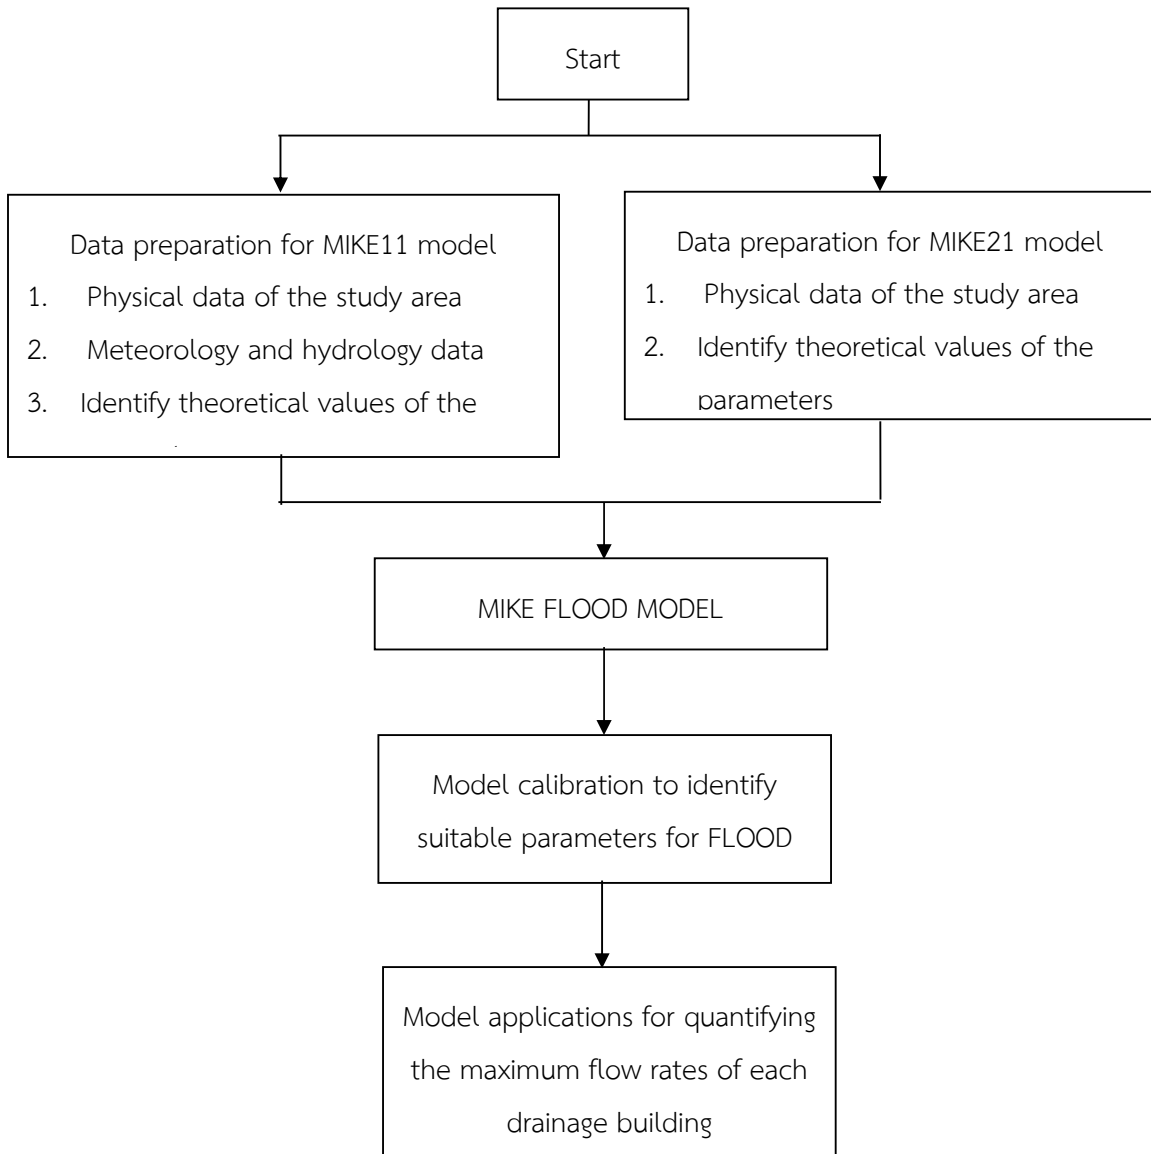 Start
Data preparation for MIKE11 model
1. Physical data of the study area
2. Meteorology and hydrology data
3. Identify theoretical values of the
Data preparation for MIKE21 model
1. Physical data of the study area
2. Identify theoretical values of the
parameters
MIKE FLOOD MODEL
Model calibration to identify
suitable parameters for FLOOD
Model applications for quantifying
the maximum flow rates of each
drainage building